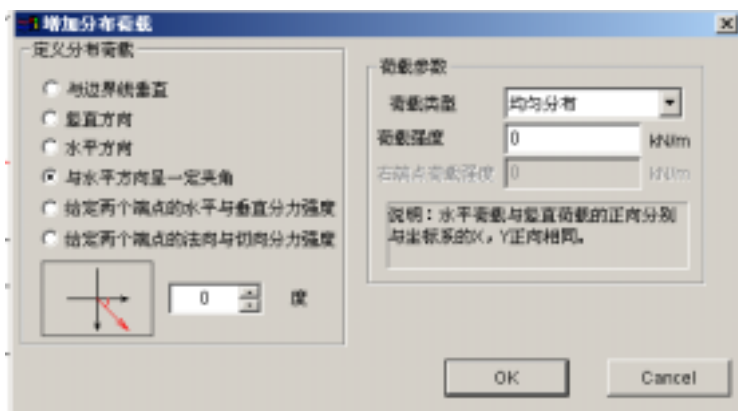 增加分布荷载
定义分布荷载
与边界线垂直
竖直方向
水平方向
与水平方向呈一定夹角
给定两个端点的水平与垂直分力强度
给定两个端点的法向与切向分力强度
0 度
荷载参数
荷载类型 均匀分布
荷载强度 0 kN/m
右端点荷载强度 0 kN/m
说明：水平荷载与竖直荷载的正向分别
与坐标系的X，Y正向相同。
OK Cancel